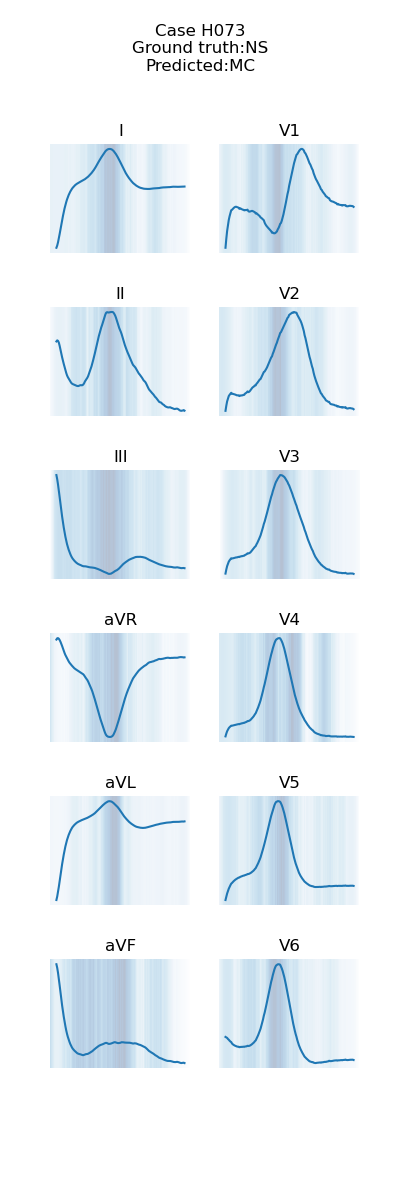 Case H073
Ground truth:NS
Predicted:MC
I
V1
II
V2
III
V3
aVR
V4
aVL
V5
aVF
V6